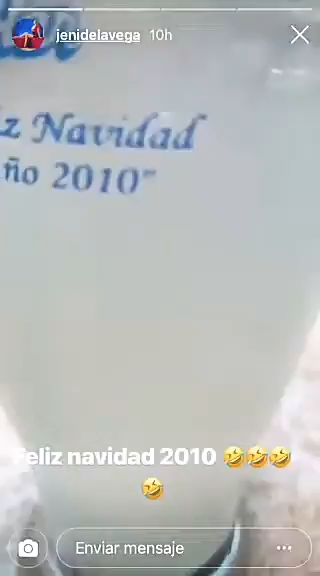 jenidelavega 10h
z Navidad
ño 2010"
Feliz navidad 2010 🤣🤣🤣
🤣
Enviar mensaje